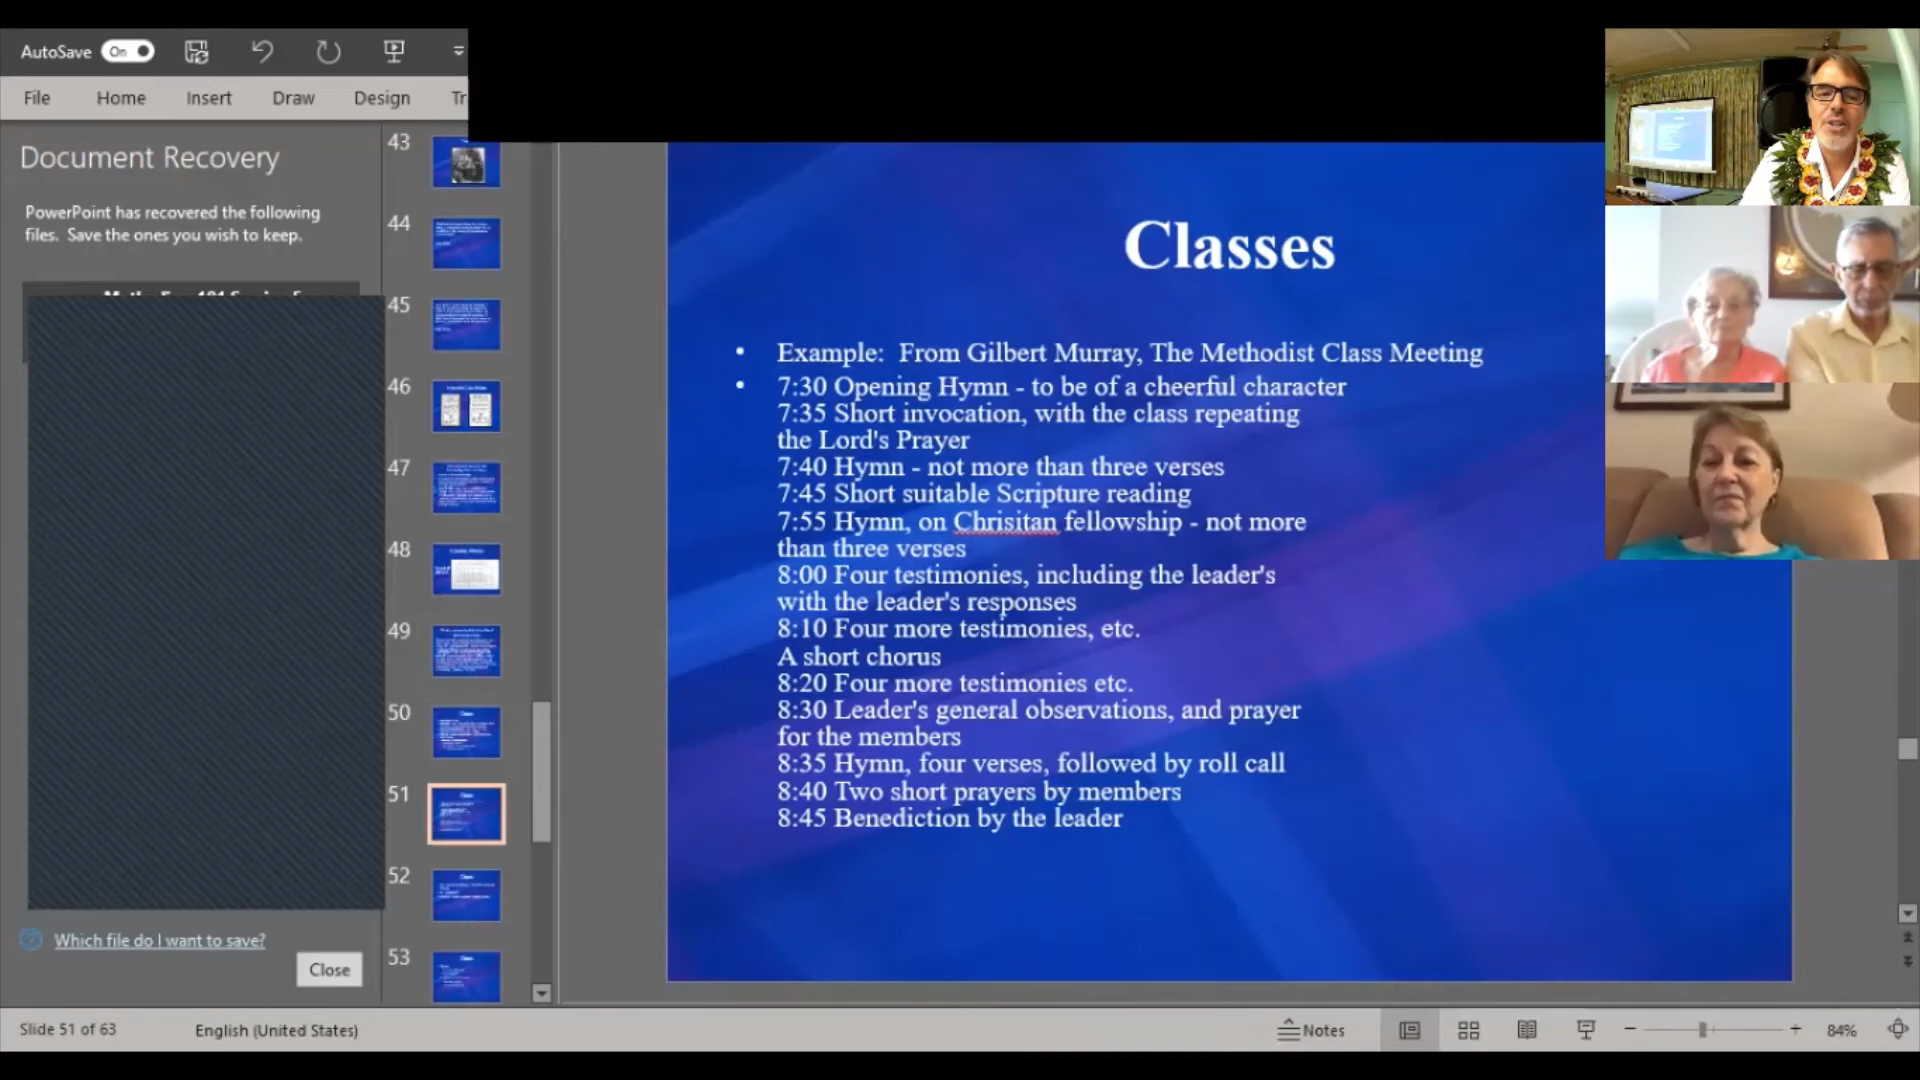 AutoSave On
File Home Insert Draw Design
Document Recovery
PowerPoint has recovered the following
files. Save the ones you wish to keep.
Which file do I want to save?
Close
43
44
45
46
47
48
49
50
51
52
53
Classes
• Example: From Gilbert Murray, The Methodist Class Meeting
• 7:30 Opening Hymn - to be of a cheerful character
7:35 Short invocation, with the class repeating
the Lord's Prayer
7:40 Hymn - not more than three verses
7:45 Short suitable Scripture reading
7:55 Hymn, on Chrisitan fellowship - not more
than three verses
8:00 Four testimonies, including the leader's
with the leader's responses
8:10 Four more testimonies, etc.
A short chorus
8:20 Four more testimonies etc.
8:30 Leader's general observations, and prayer
for the members
8:35 Hymn, four verses, followed by roll call
8:40 Two short prayers by members
8:45 Benediction by the leader
Slide 51 of 63 English (United States) Notes 84%